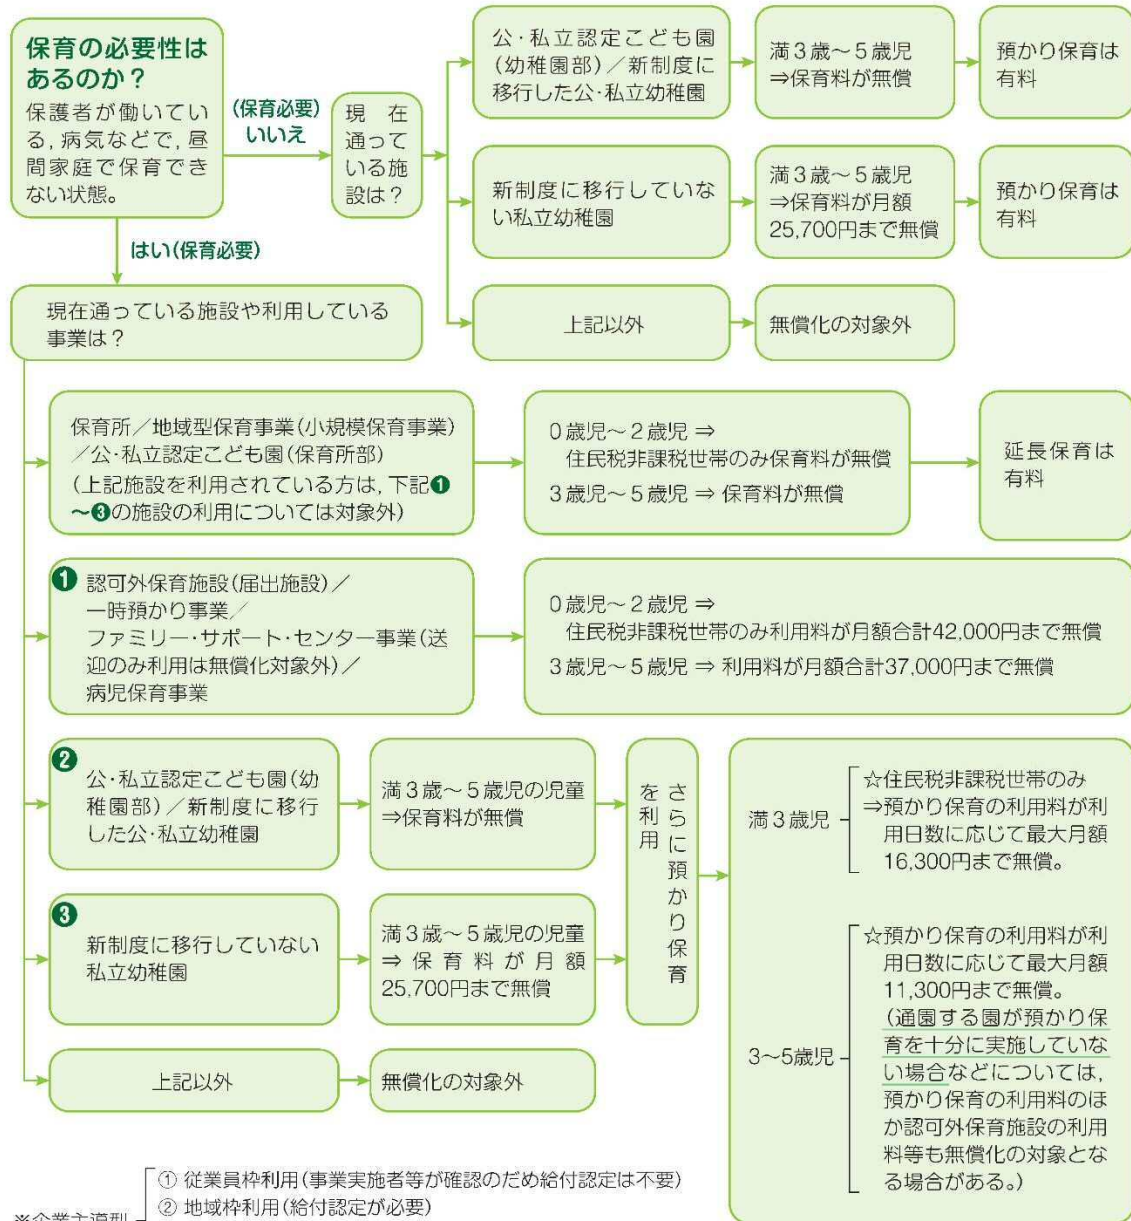 保育の必要性は
あるのか？
保護者が働いてい
る，病気などで，昼
間家庭で保育でき
ない状態。
(保育必要)
いいえ
現在
通って
いる施
設は？
公・私立認定こども園
(幼稚園部)／新制度に
移行した公・私立幼稚園
満３歳～５歳児
⇒保育料が無償
預かり保育は
有料
新制度に移行していな
い私立幼稚園
満３歳～５歳児
⇒保育料が月額
25,700円まで無償
預かり保育は
有料
上記以外
無償化の対象外
はい(保育必要)
現在通っている施設や利用している
事業は？
保育所／地域型保育事業(小規模保育事業)
／公・私立認定こども園(保育所部)
(上記施設を利用されている方は，下記❶
～❸の施設の利用については対象外)
０歳児～２歳児 ⇒
住民税非課税世帯のみ保育料が無償
３歳児～５歳児 ⇒ 保育料が無償
延長保育は
有料
❶ 認可外保育施設(届出施設)／
一時預かり事業／
ファミリー・サポート・センター事業(送
迎のみ利用は無償化対象外)／
病児保育事業
０歳児～２歳児 ⇒
住民税非課税世帯のみ利用料が月額合計42,000円まで無償
３歳児～５歳児 ⇒ 利用料が月額合計37,000円まで無償
❷
公・私立認定こども園(幼
稚園部)／新制度に移行
した公・私立幼稚園
満３歳～５歳児の児童
⇒保育料が無償
❸
新制度に移行していない
私立幼稚園
満３歳～５歳児の児童
⇒保育料が月額
25,700円まで無償
さらに預かり保育
を利用
満３歳児
☆住民税非課税世帯のみ
⇒預かり保育の利用料が利
用日数に応じて最大月額
16,300円まで無償。
3～5歳児
☆預かり保育の利用料が利
用日数に応じて最大月額
11,300円まで無償。
(通園する園が預かり保
育を十分に実施していな
い場合などについては，
預かり保育の利用料のほ
か認可外保育施設の利用
料等も無償化の対象とな
る場合がある。)
上記以外
無償化の対象外
① 従業員枠利用(事業実施者等が確認のため給付認定は不要)
② 地域枠利用(給付認定が必要)
※企業主導型